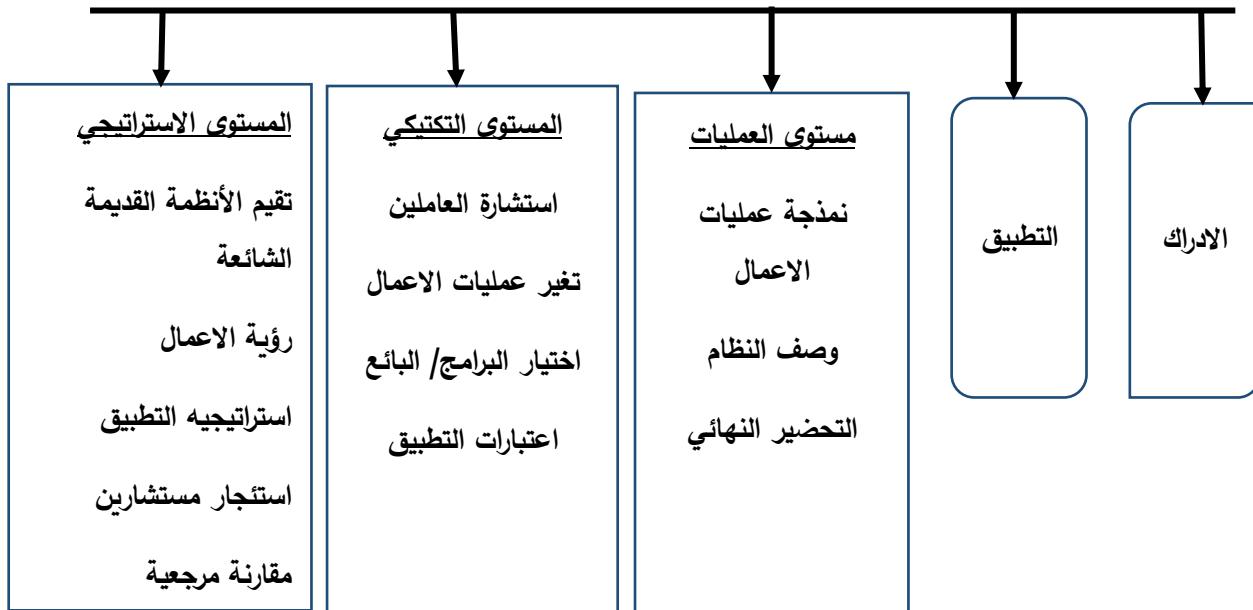 الادراك
التطبيق
مستوى العمليات
نمذجة عمليات
الاعمال
وصف النظام
التحضير النهائي
المستوى التكتيكي
استشارة العاملين
تغير عمليات الاعمال
اختيار البرامج/ البائع
اعتبارات التطبيق
المستوى الاستراتيجي
تقيم الأنظمة القديمة
الشائعة
رؤية الاعمال
استراتيجيه التطبيق
استئجار مستشارين
مقارنة مرجعية